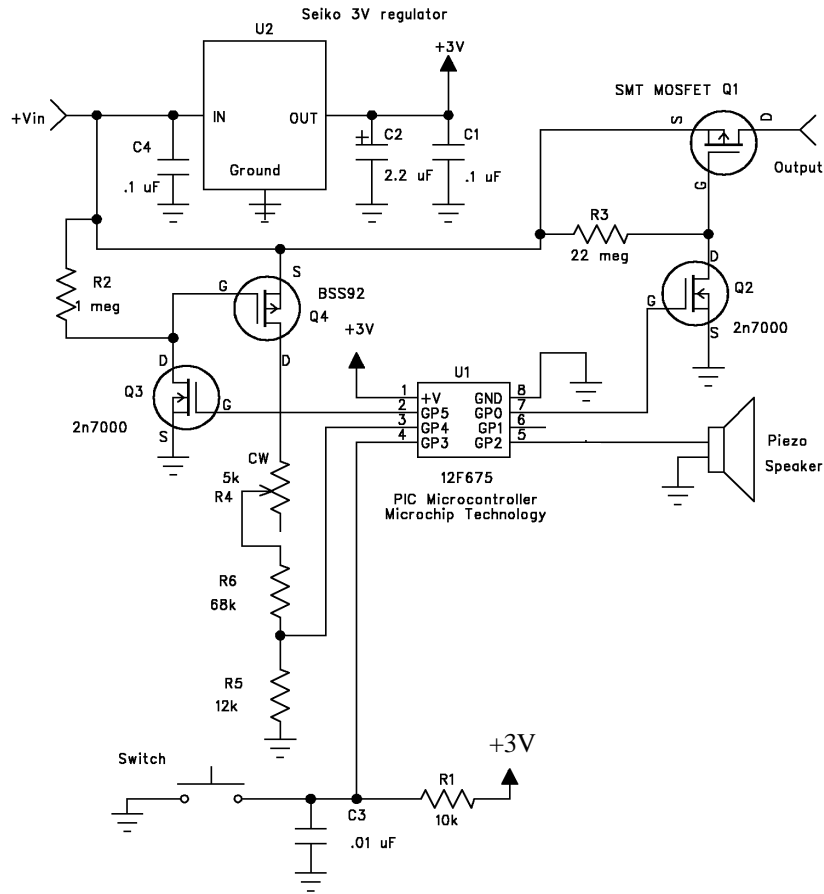 Seiko 3V regulator
U2
+3V
SMT MOSFET Q1
+Vin
IN
OUT
S
D
G
Output
C4
.1 uF
Ground
+
C2
2.2 uF
C1
.1 uF
R3
22 meg
R2
1 meg
S
G
BSS92
Q4
D
D
Q2
G
S
2n7000
+3V
D
Q3
G
S
2n7000
U1
1
+V
GND
8
2
GP5
GP0
7
3
GP4
GP1
6
4
GP3
GP2
5
12F675
PIC Microcontroller
Microchip Technology
Piezo
Speaker
CW
5k
R4
R6
68k
R5
12k
Switch
+3V
R1
10k
C3
.01 uF